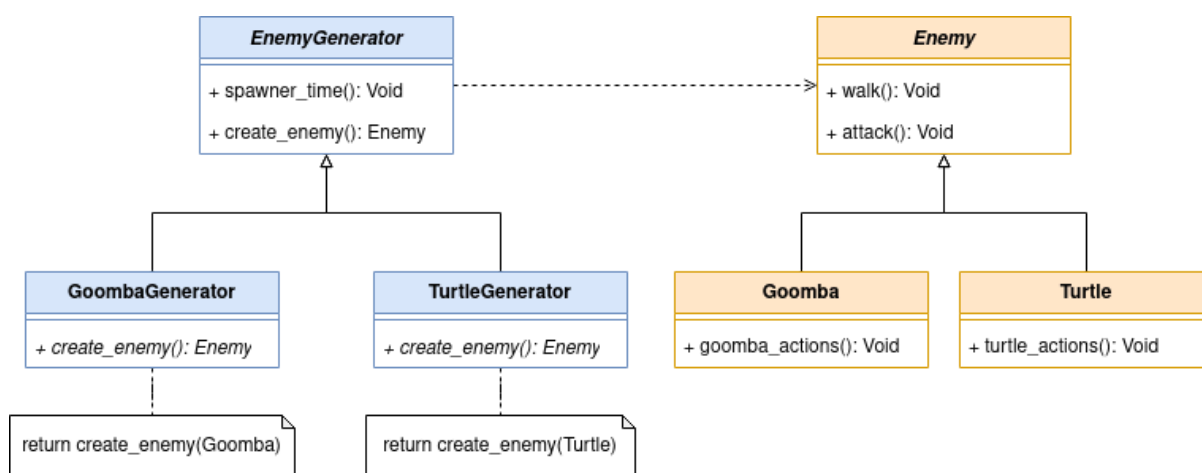 EnemyGenerator
+ spawner_time(): Void
+ create_enemy(): Enemy
Enemy
+ walk(): Void
+ attack(): Void
GoombaGenerator
+ create_enemy(): Enemy
return create_enemy(Goomba)
TurtleGenerator
+ create_enemy(): Enemy
return create_enemy(Turtle)
Goomba
+ goomba_actions(): Void
Turtle
+ turtle_actions(): Void